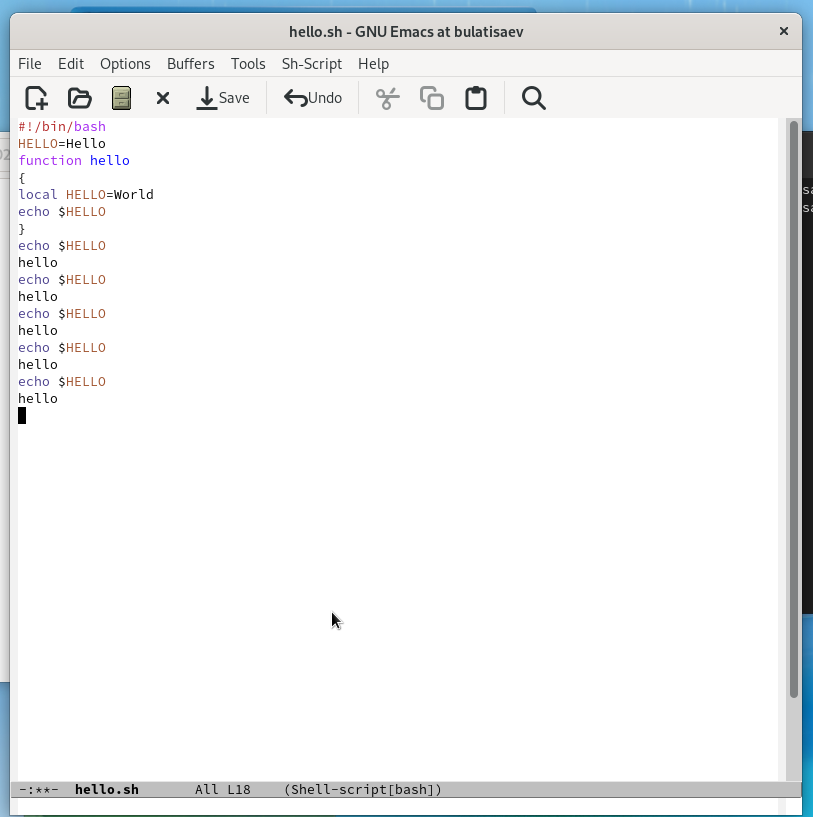 hello.sh - GNU Emacs at bulatisaev
×
File Edit Options Buffers Tools Sh-Script Help
Save Undo
#!/bin/bash
HELLO=Hello
function hello
{
local HELLO=World
echo $HELLO
}
echo $HELLO
hello
echo $HELLO
hello
echo $HELLO
hello
echo $HELLO
hello
echo $HELLO
hello
-:**- hello.sh All L18 (Shell-script[bash])